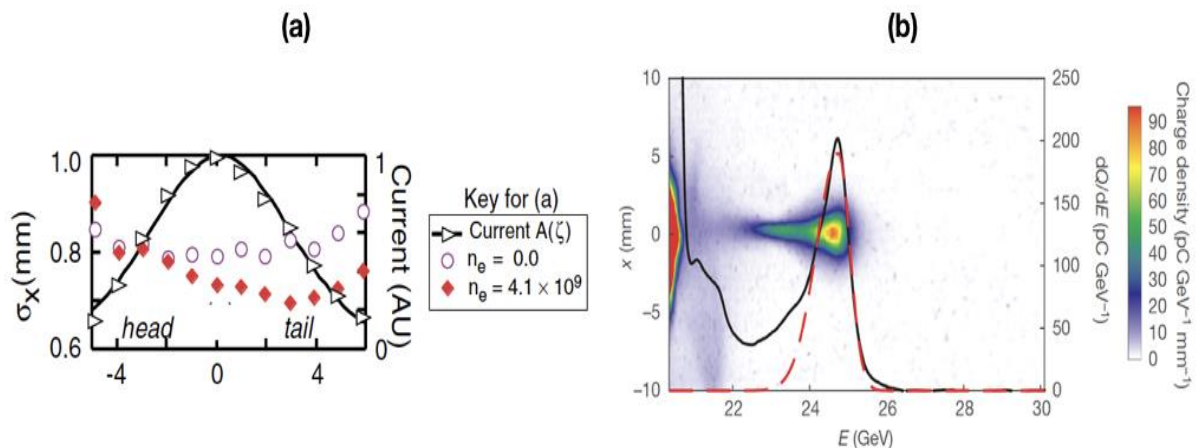 (a)
(b)
σx(mm)
1.0
0.8
0.6
head
tail
-4
0
4
1
0
Current (AU)
Key for (a)
Current A(ζ)
ne = 0.0
ne = 4.1 × 10⁹
x (mm)
10
5
0
−5
−10
22
24
26
28
30
E (GeV)
250
200
150
100
50
0
dQ/dE (pC GeV⁻¹)
90
80
70
60
50
40
30
20
10
0
Charge density (pC GeV⁻¹ mm⁻¹)